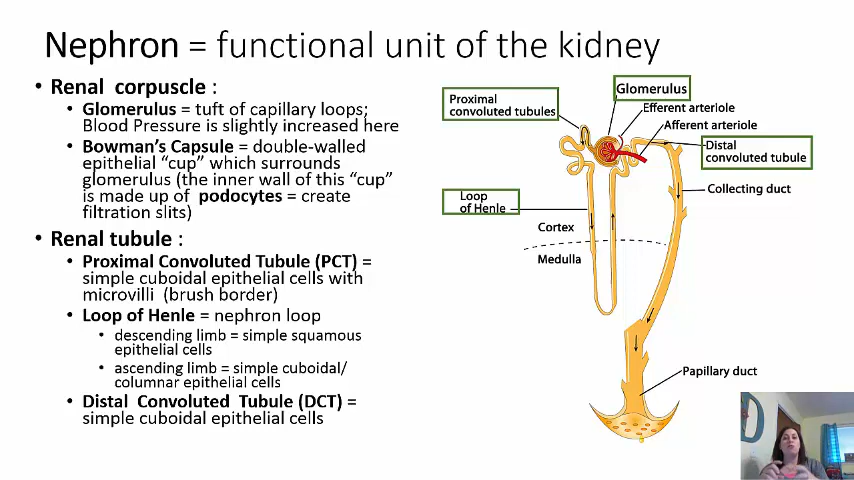 Nephron = functional unit of the kidney
• Renal corpuscle :
• Glomerulus = tuft of capillary loops;
Blood Pressure is slightly increased here
• Bowman's Capsule = double-walled
epithelial "cup" which surrounds
glomerulus (the inner wall of this "cup"
is made up of podocytes = create
filtration slits)
• Renal tubule :
• Proximal Convoluted Tubule (PCT) =
simple cuboidal epithelial cells with
microvilli (brush border)
• Loop of Henle = nephron loop
• descending limb = simple squamous
epithelial cells
• ascending limb = simple cuboidal/
columnar epithelial cells
• Distal Convoluted Tubule (DCT) =
simple cuboidal epithelial cells
Proximal
convoluted tubules
Glomerulus
Efferent arteriole
Afferent arteriole
Distal
convoluted tubule
Collecting duct
Loop
of Henle
Cortex
Medulla
Papillary duct
D